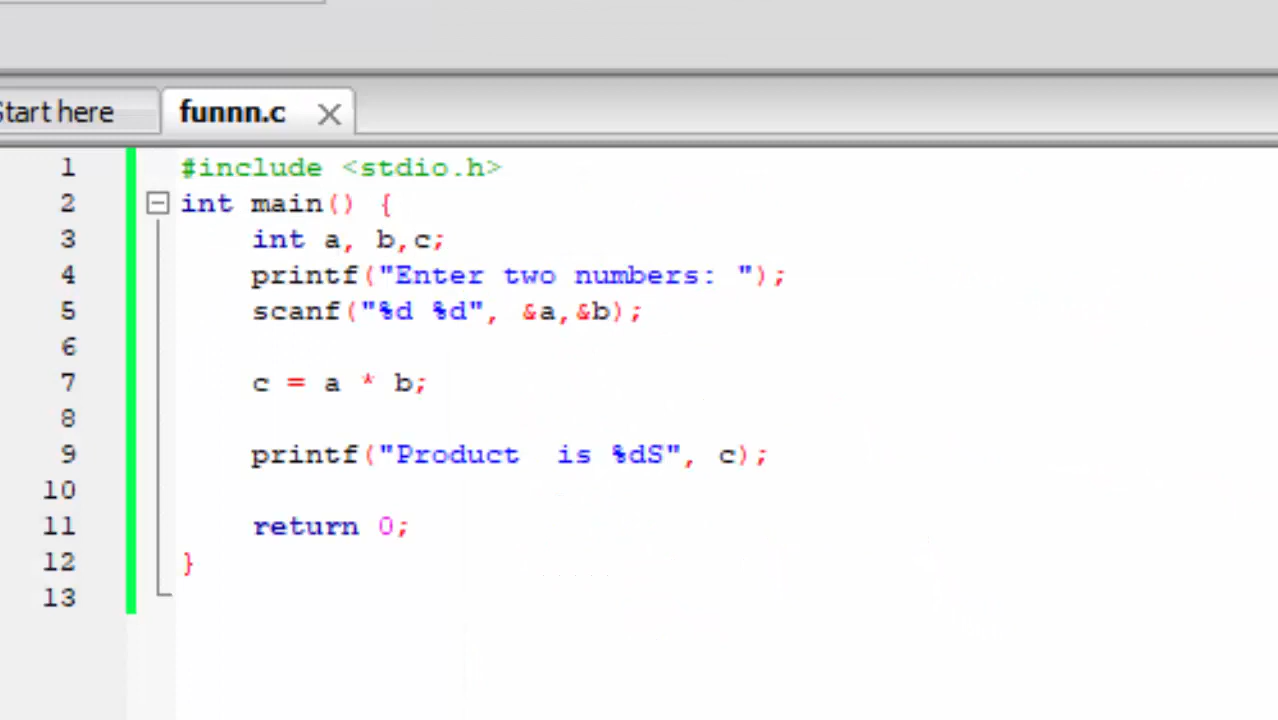 Start here
funnn.c
1 #include <stdio.h>
2 int main() {
3 int a, b,c;
4 printf("Enter two numbers: ");
5 scanf("%d %d", &a,&b);
6
7 c = a * b;
8
9 printf("Product  is %dS", c);
10
11 return 0;
12 }
13